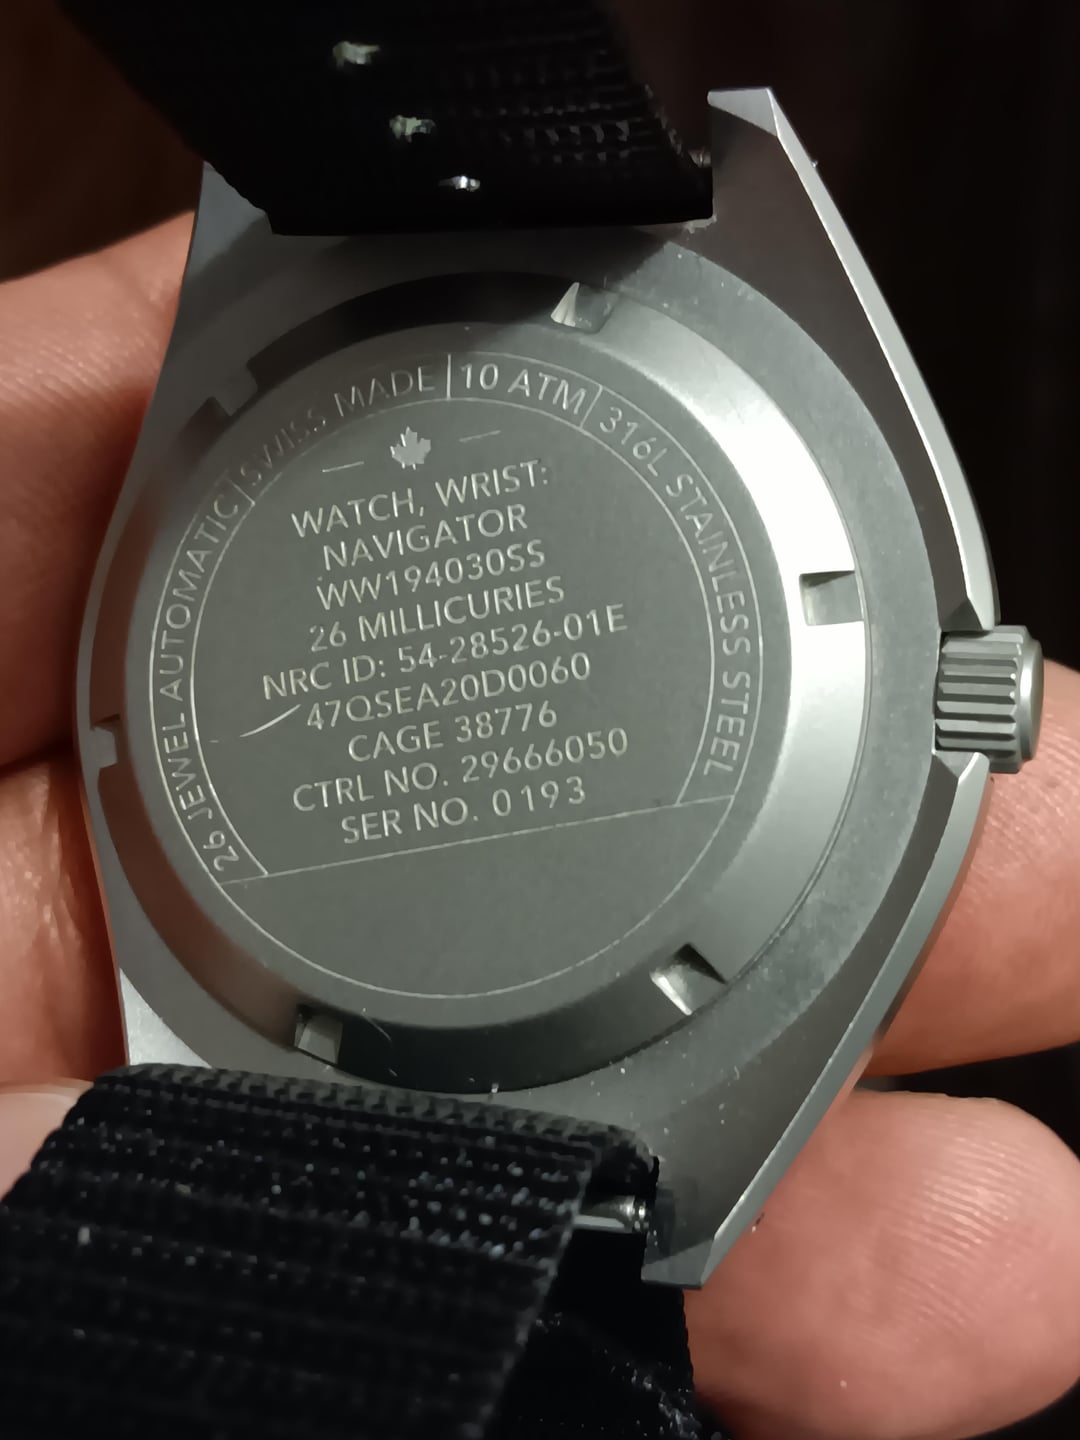 26 JEWEL AUTOMATIC | SWISS MADE | 10 ATM | 316L STAINLESS STEEL
WATCH, WRIST:
NAVIGATOR
WW194030SS
26 MILLICURIES
NRC ID: 54-28526-01E
47QSEA20D0060
CAGE 38776
CTRL NO. 29666050
SER NO. 0193